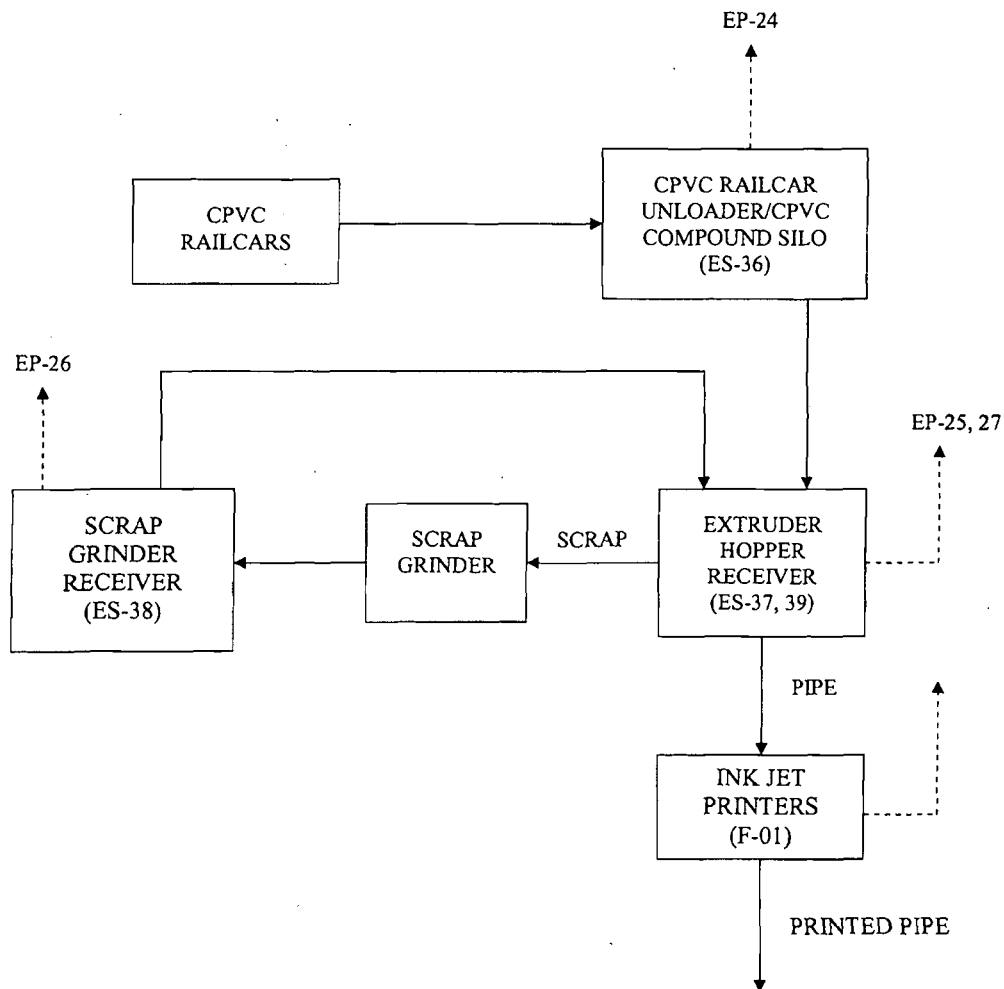 EP-24
CPVC
RAILCARS
CPVC RAILCAR
UNLOADER/CPVC
COMPOUND SILO
(ES-36)
EP-26
EP-25, 27
SCRAP
GRINDER
RECEIVER
(ES-38)
SCRAP
GRINDER
SCRAP
EXTRUDER
HOPPER
RECEIVER
(ES-37, 39)
PIPE
INK JET
PRINTERS
(F-01)
PRINTED PIPE